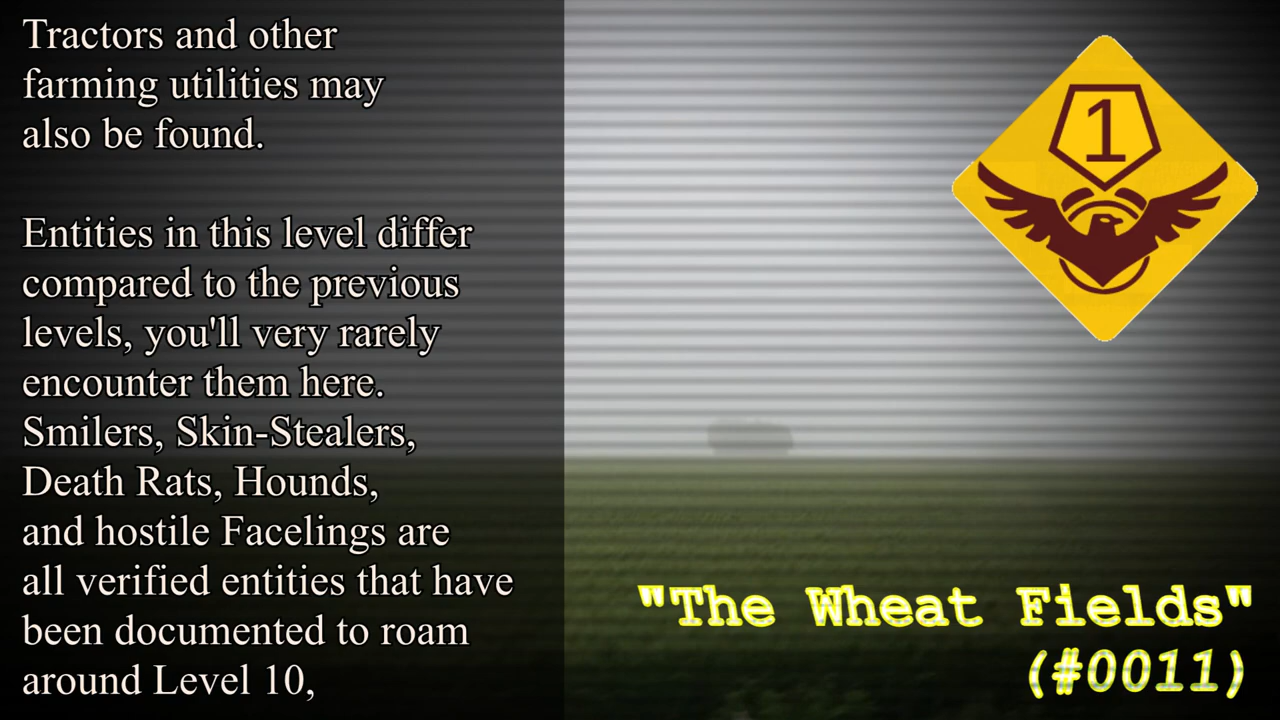 Tractors and other
farming utilities may
also be found.
Entities in this level differ
compared to the previous
levels, you'll very rarely
encounter them here.
Smilers, Skin-Stealers,
Death Rats, Hounds,
and hostile Facelings are
all verified entities that have
been documented to roam
around Level 10,
1
"The Wheat Fields"
(#0011)